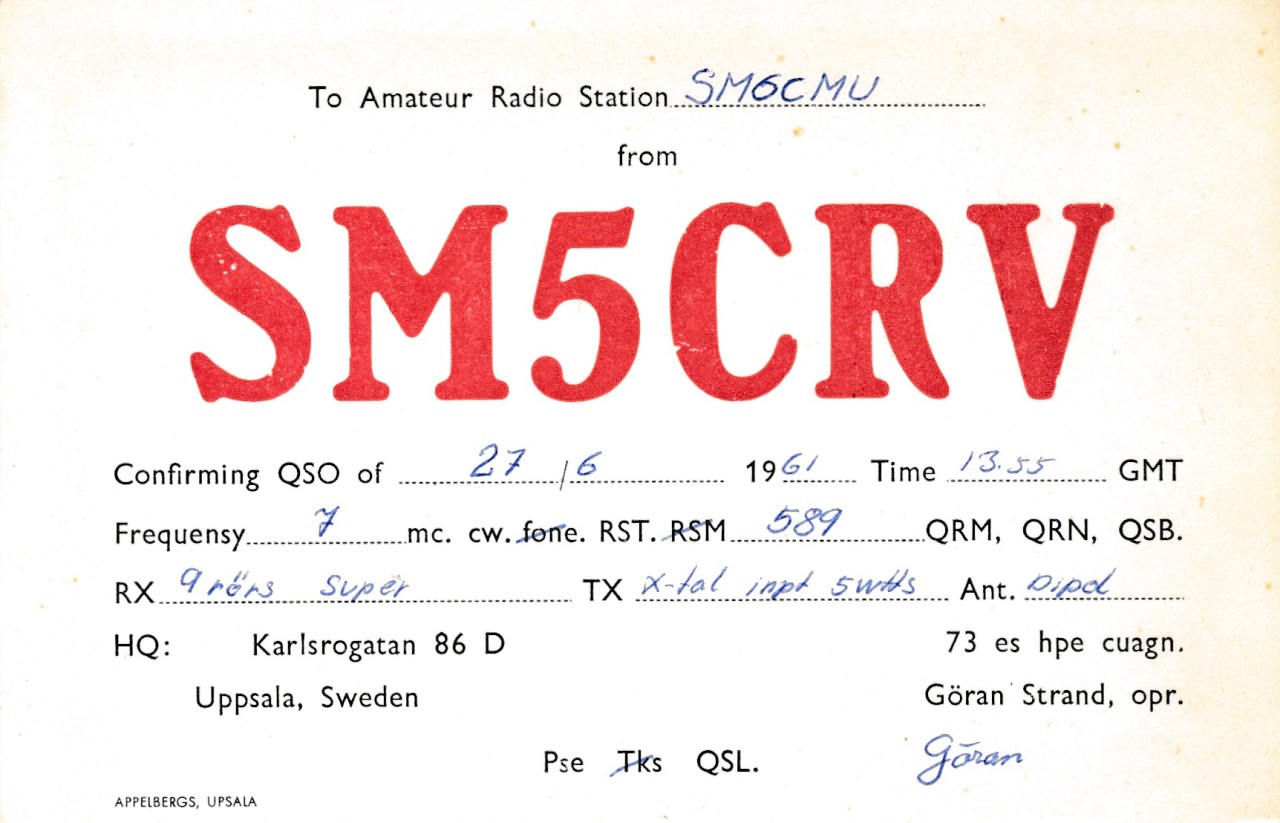 To Amateur Radio Station SM6CMU
from
SM5CRV
Confirming QSO of 27/6 1961 Time 13.55 GMT
Frequensy 7 mc. cw. fone. RST. RSM 589 QRM, QRN, QSB.
RX 9 rörs super TX X-tal inpt 5 wtts Ant. Dipol
HQ: Karlsrogatan 86 D 73 es hpe cuagn.
Uppsala, Sweden Göran Strand, opr.
Pse Tks QSL. Göran
APPELBERGS, UPSALA